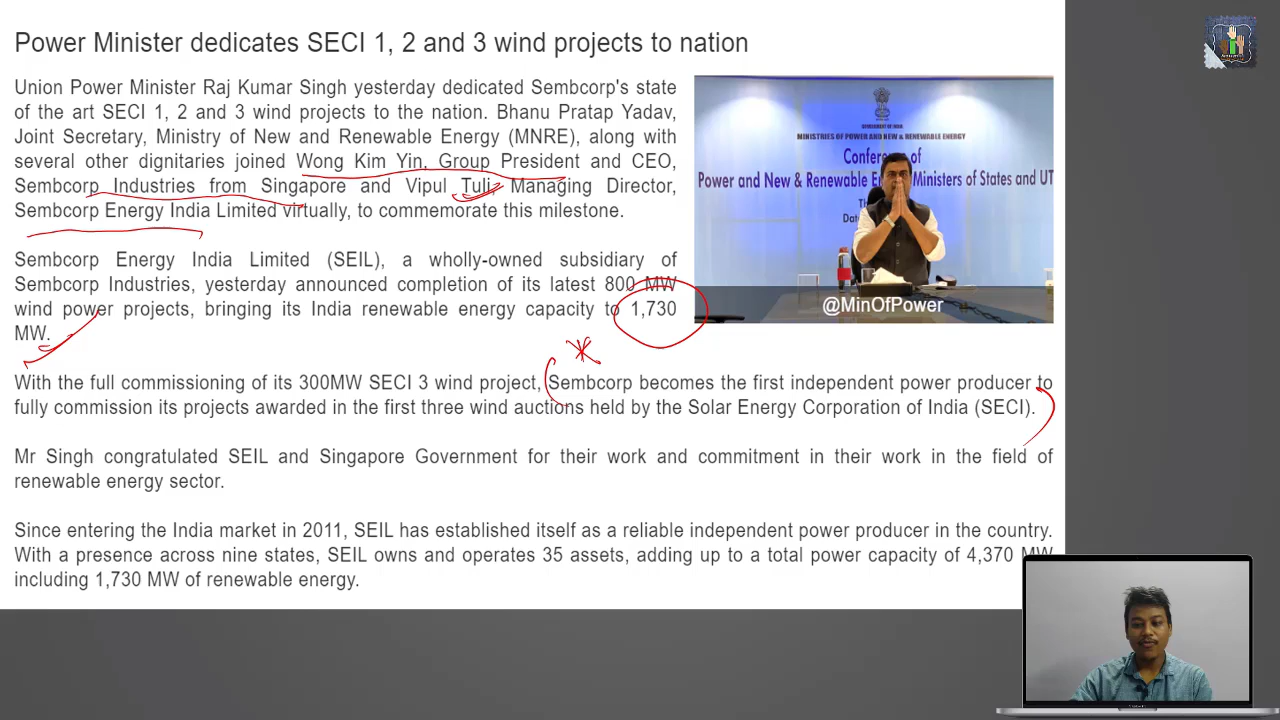 Power Minister dedicates SECI 1, 2 and 3 wind projects to nation
Union Power Minister Raj Kumar Singh yesterday dedicated Sembcorp's state
of the art SECI 1, 2 and 3 wind projects to the nation. Bhanu Pratap Yadav,
Joint Secretary, Ministry of New and Renewable Energy (MNRE), along with
several other dignitaries joined Wong Kim Yin, Group President and CEO,
Sembcorp Industries from Singapore and Vipul Tuli, Managing Director,
Sembcorp Energy India Limited virtually, to commemorate this milestone.
Sembcorp Energy India Limited (SEIL), a wholly-owned subsidiary of
Sembcorp Industries, yesterday announced completion of its latest 800 MW
wind power projects, bringing its India renewable energy capacity to 1,730
MW.
GOVERNMENT OF INDIA
MINISTRIES OF POWER AND NEW & RENEWABLE ENERGY
Conference of
Power and New & Renewable Ministers of States and UT
@MinOfPower
With the full commissioning of its 300MW SECI 3 wind project, Sembcorp becomes the first independent power producer to
fully commission its projects awarded in the first three wind auctions held by the Solar Energy Corporation of India (SECI).
Mr Singh congratulated SEIL and Singapore Government for their work and commitment in their work in the field of
renewable energy sector.
Since entering the India market in 2011, SEIL has established itself as a reliable independent power producer in the country.
With a presence across nine states, SEIL owns and operates 35 assets, adding up to a total power capacity of 4,370 MW
including 1,730 MW of renewable energy.